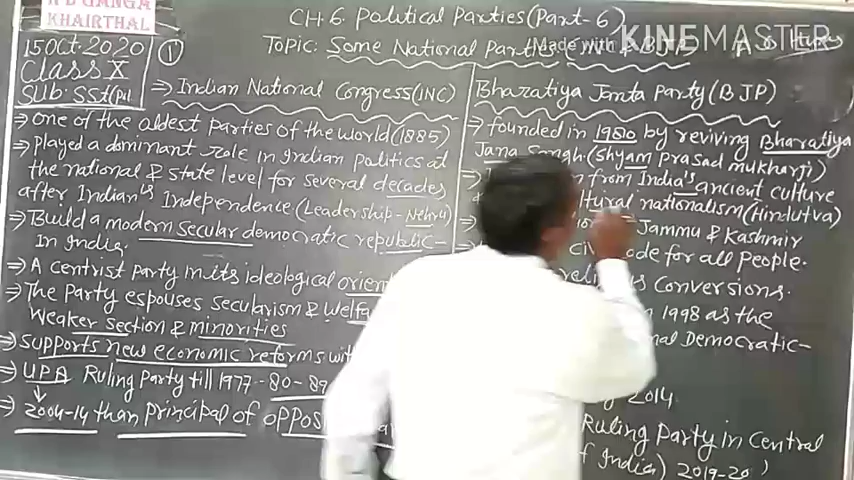 KHAIRTHAL
15 Oct. 2020
Class X
Sub: SSt(Pol
①
CH 6. Political Parties (Part-6)
Topic: Some National Parties
Made with KINEMASTER
⇒ Indian National Congress (INC)
⇒ One of the oldest parties of the world (1885)
⇒ Played a dominant role in Indian politics at
the national & state level for several decades
after Indian's Independence (Leadership - Nehru)
⇒ Build a modern secular democratic republic-
in India.
⇒ A centrist party in its ideological orien
⇒ The Party espouses secularism & Welfa
Weaker section & minorities
⇒ Supports new economic reforms wit
⇒ UPA Ruling Party till 1977-80-89
⇒ 2004-14 than principal of oppos
Bharatiya Janta Party (BJP)
⇒ founded in 1980 by reviving Bharatiya
Jana Sangh (Shyam Prasad Mukharji)
from India's ancient culture
ltural nationalism (Hindutva)
Jammu & Kashmir
Civil code for all People.
Conversions.
in 1998 as the
nal Democratic-
2014
Ruling Party in Central
f India) 2019-20